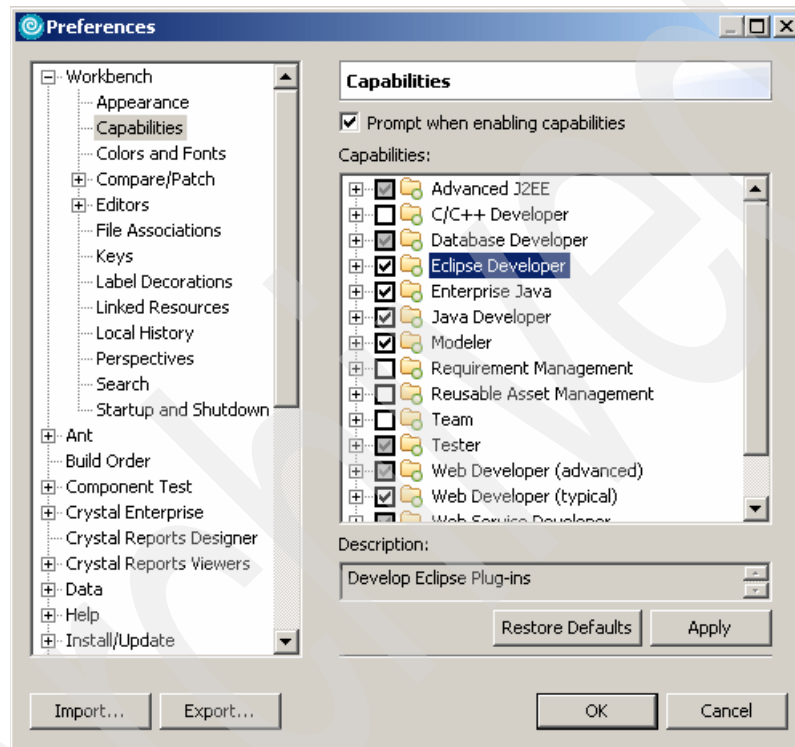 Preferences
Workbench
Appearance
Capabilities
Colors and Fonts
Compare/Patch
Editors
File Associations
Keys
Label Decorations
Linked Resources
Local History
Perspectives
Search
Startup and Shutdown
Ant
Build Order
Component Test
Crystal Enterprise
Crystal Reports Designer
Crystal Reports Viewers
Data
Help
Install/Update
Capabilities
Prompt when enabling capabilities
Capabilities:
Advanced J2EE
C/C++ Developer
Database Developer
Eclipse Developer
Enterprise Java
Java Developer
Modeler
Requirement Management
Reusable Asset Management
Team
Tester
Web Developer (advanced)
Web Developer (typical)
Web Service Developer
Description:
Develop Eclipse Plug-ins
Restore Defaults
Apply
Import...
Export...
OK
Cancel